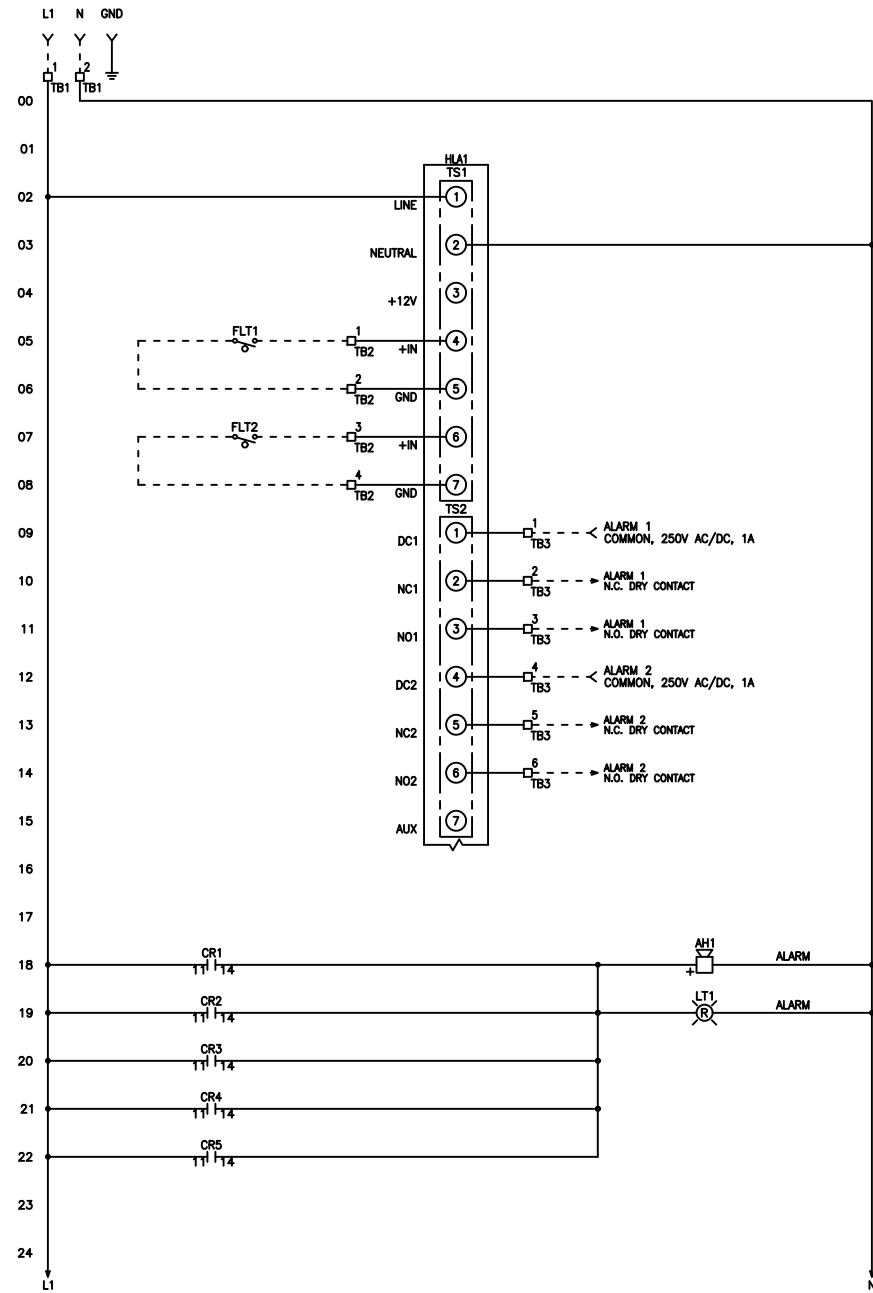 L1 N GND
1 2
TB1 TB1
00
01
HLA1
TS1
02 1
LINE
03 2
NEUTRAL
04 3
+12V
FLT1 1
05 4
TB2 +IN
2
06 5
TB2 GND
FLT2 3
07 6
TB2 +IN
4
08 7
TB2 GND
TS2
09 1 1 ALARM 1
DC1 TB3 COMMON, 250V AC/DC, 1A
10 2 2 ALARM 1
NC1 TB3 N.C. DRY CONTACT
11 3 3 ALARM 1
NO1 TB3 N.O. DRY CONTACT
12 4 4 ALARM 2
DC2 TB3 COMMON, 250V AC/DC, 1A
13 5 5 ALARM 2
NC2 TB3 N.C. DRY CONTACT
14 6 6 ALARM 2
NO2 TB3 N.O. DRY CONTACT
15 7
AUX
16
17
CR1 AH1 ALARM
18
11 14 +
CR2 LT1 ALARM
19 R
11 14
CR3
20
11 14
CR4
21
11 14
CR5
22
11 14
23
24
L1 N